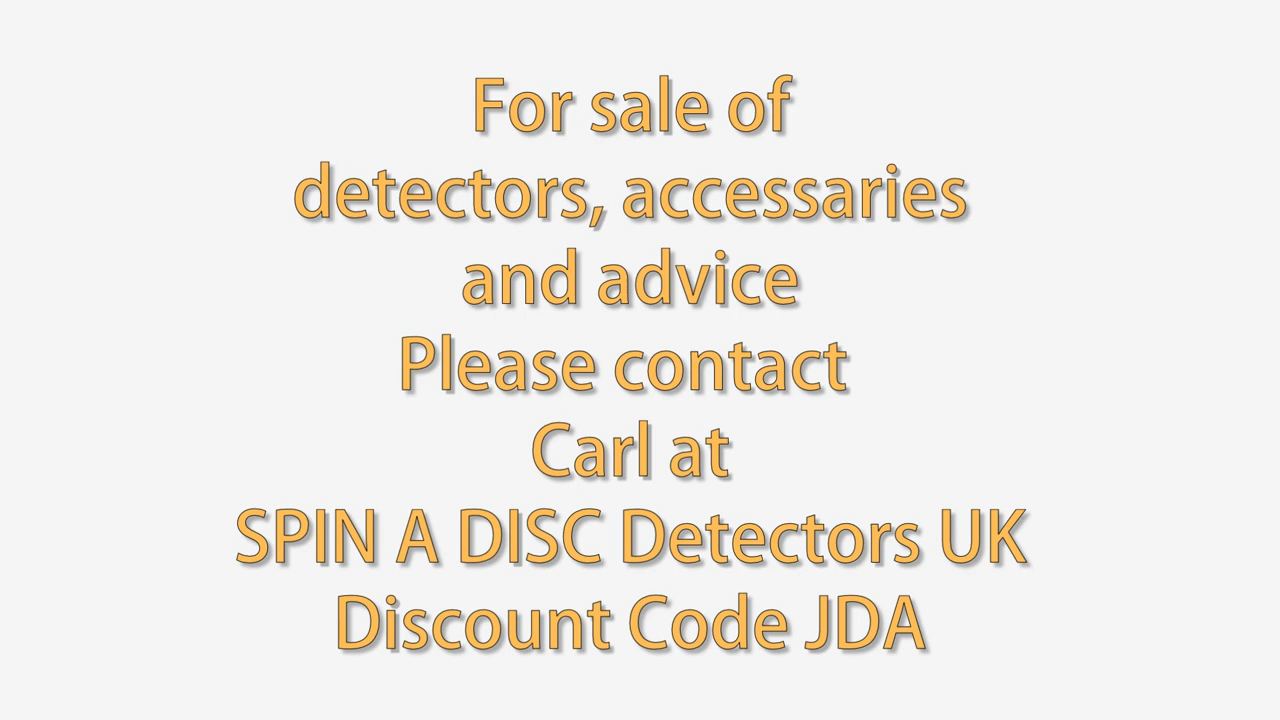 For sale of
detectors, accessaries
and advice
Please contact
Carl at
SPIN A DISC Detectors UK
Discount Code JDA